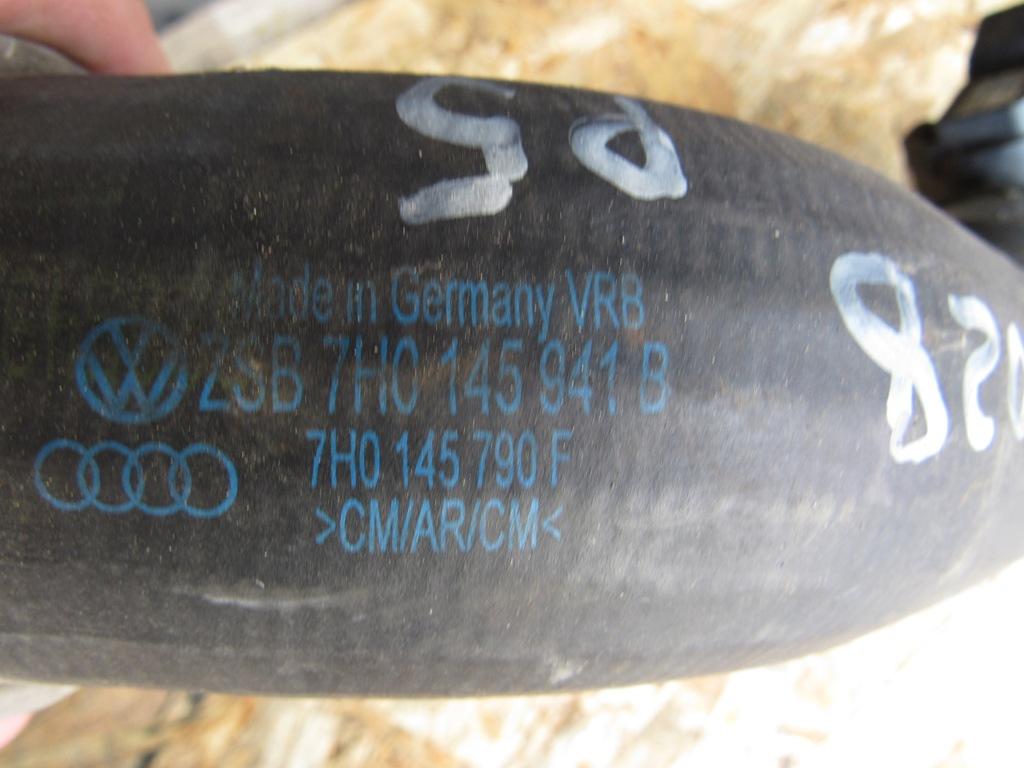 Made in Germany VRB
ZSB 7H0 145 941 B
7H0 145 790 F
>CM/AR/CM<